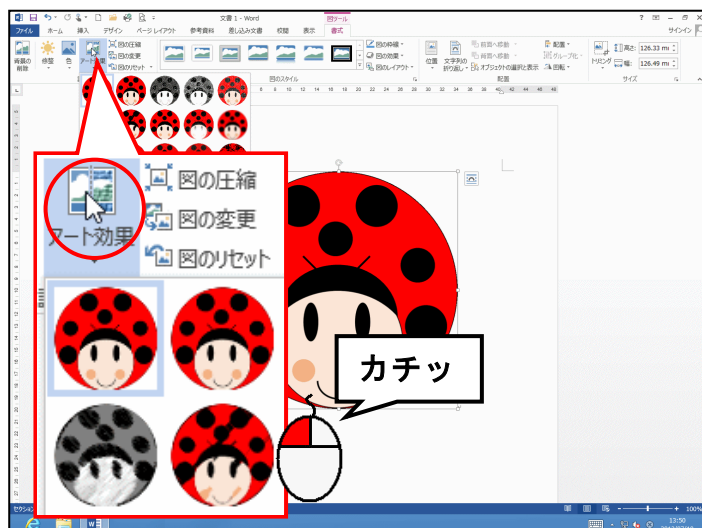 文書 1 - Word
図ツール
サインイン
ファイル ホーム 挿入 デザイン ページ レイアウト 参考資料 差し込み文書 校閲 表示 書式
背景の
削除
修整
色
アート効果
図の圧縮
図の変更
図のリセット
図のスタイル
図の枠線
図の効果
図のレイアウト
位置
文字列の
折り返し
前面へ移動
背面へ移動
オブジェクトの選択と表示
配置
グループ化
回転
配置
トリミング
高さ: 126.33 mm
幅: 126.49 mm
サイズ
アート効果
図の圧縮
図の変更
図のリセット
カチッ
100%
13:50